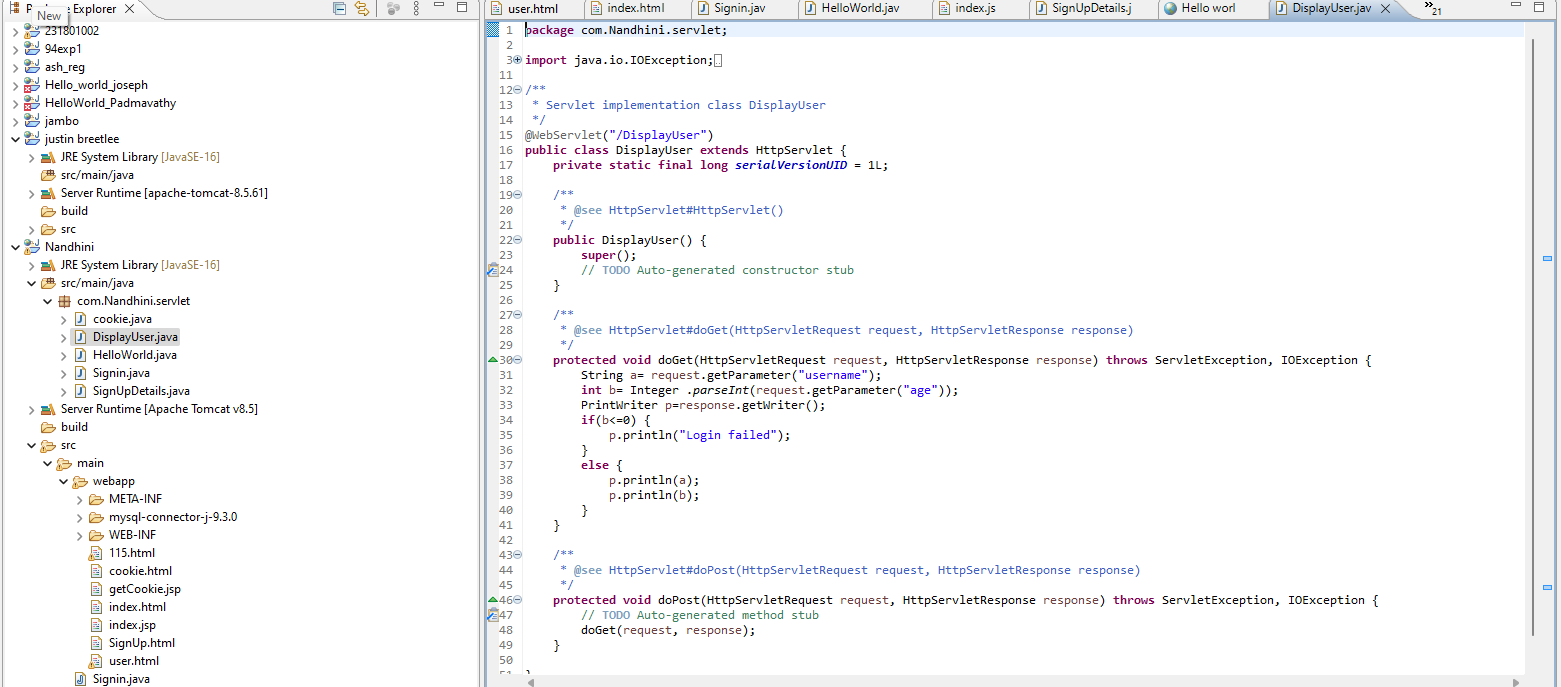 Package Explorer
New
231801002
94exp1
ash_reg
Hello_world_joseph
HelloWorld_Padmavathy
jambo
justin breetlee
JRE System Library [JavaSE-16]
src/main/java
Server Runtime [apache-tomcat-8.5.61]
build
src
Nandhini
JRE System Library [JavaSE-16]
src/main/java
com.Nandhini.servlet
cookie.java
DisplayUser.java
HelloWorld.java
Signin.java
SignUpDetails.java
Server Runtime [Apache Tomcat v8.5]
build
src
main
webapp
META-INF
mysql-connector-j-9.3.0
WEB-INF
115.html
cookie.html
getCookie.jsp
index.html
index.jsp
SignUp.html
user.html
Signin.java
user.html index.html Signin.jav HelloWorld.jav index.js SignUpDetails.j Hello worl DisplayUser.jav 21
1 package com.Nandhini.servlet;
2
3 import java.io.IOException;
11
12 /**
13 * Servlet implementation class DisplayUser
14 */
15 @WebServlet("/DisplayUser")
16 public class DisplayUser extends HttpServlet {
17 private static final long serialVersionUID = 1L;
18
19 /**
20 * @see HttpServlet#HttpServlet()
21 */
22 public DisplayUser() {
23 super();
24 // TODO Auto-generated constructor stub
25 }
26
27 /**
28 * @see HttpServlet#doGet(HttpServletRequest request, HttpServletResponse response)
29 */
30 protected void doGet(HttpServletRequest request, HttpServletResponse response) throws ServletException, IOException {
31 String a= request.getParameter("username");
32 int b= Integer .parseInt(request.getParameter("age"));
33 PrintWriter p=response.getWriter();
34 if(b<=0) {
35 p.println("Login failed");
36 }
37 else {
38 p.println(a);
39 p.println(b);
40 }
41 }
42
43 /**
44 * @see HttpServlet#doPost(HttpServletRequest request, HttpServletResponse response)
45 */
46 protected void doPost(HttpServletRequest request, HttpServletResponse response) throws ServletException, IOException {
47 // TODO Auto-generated method stub
48 doGet(request, response);
49 }
50
51 }